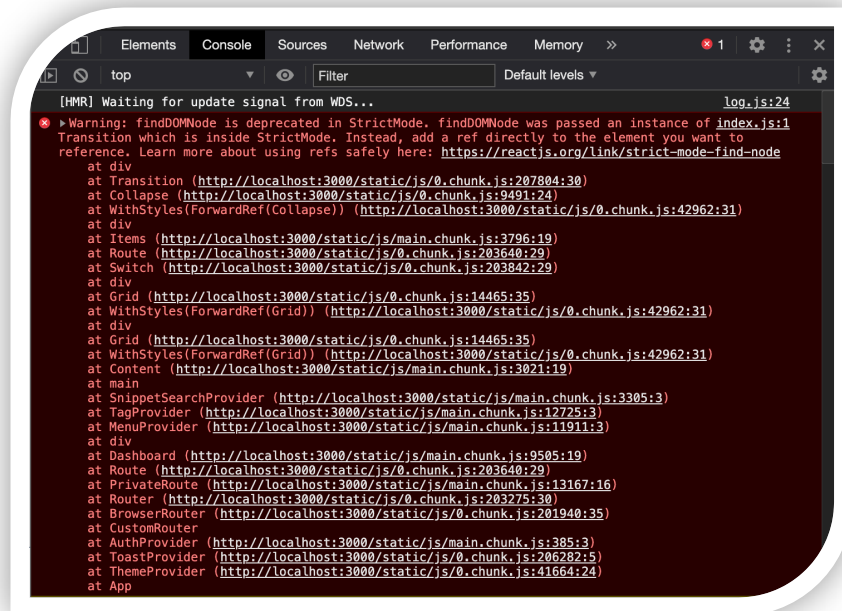 Elements Console Sources Network Performance Memory » 1
top Filter Default levels
[HMR] Waiting for update signal from WDS... log.js:24
Warning: findDOMNode is deprecated in StrictMode. findDOMNode was passed an instance of index.js:1
Transition which is inside StrictMode. Instead, add a ref directly to the element you want to
reference. Learn more about using refs safely here: https://reactjs.org/link/strict-mode-find-node
at div
at Transition (http://localhost:3000/static/js/0.chunk.js:207804:30)
at Collapse (http://localhost:3000/static/js/0.chunk.js:9491:24)
at WithStyles(ForwardRef(Collapse)) (http://localhost:3000/static/js/0.chunk.js:42962:31)
at div
at Items (http://localhost:3000/static/js/main.chunk.js:3796:19)
at Route (http://localhost:3000/static/js/0.chunk.js:203640:29)
at Switch (http://localhost:3000/static/js/0.chunk.js:203842:29)
at div
at Grid (http://localhost:3000/static/js/0.chunk.js:14465:35)
at WithStyles(ForwardRef(Grid)) (http://localhost:3000/static/js/0.chunk.js:42962:31)
at div
at Grid (http://localhost:3000/static/js/0.chunk.js:14465:35)
at WithStyles(ForwardRef(Grid)) (http://localhost:3000/static/js/0.chunk.js:42962:31)
at Content (http://localhost:3000/static/js/main.chunk.js:3021:19)
at main
at SnippetSearchProvider (http://localhost:3000/static/js/main.chunk.js:3305:3)
at TagProvider (http://localhost:3000/static/js/main.chunk.js:12725:3)
at MenuProvider (http://localhost:3000/static/js/main.chunk.js:11911:3)
at div
at Dashboard (http://localhost:3000/static/js/main.chunk.js:9505:19)
at Route (http://localhost:3000/static/js/0.chunk.js:203640:29)
at PrivateRoute (http://localhost:3000/static/js/main.chunk.js:13167:16)
at Router (http://localhost:3000/static/js/0.chunk.js:203275:30)
at BrowserRouter (http://localhost:3000/static/js/0.chunk.js:201940:35)
at CustomRouter
at AuthProvider (http://localhost:3000/static/js/main.chunk.js:385:3)
at ToastProvider (http://localhost:3000/static/js/0.chunk.js:206282:5)
at ThemeProvider (http://localhost:3000/static/js/0.chunk.js:41664:24)
at App